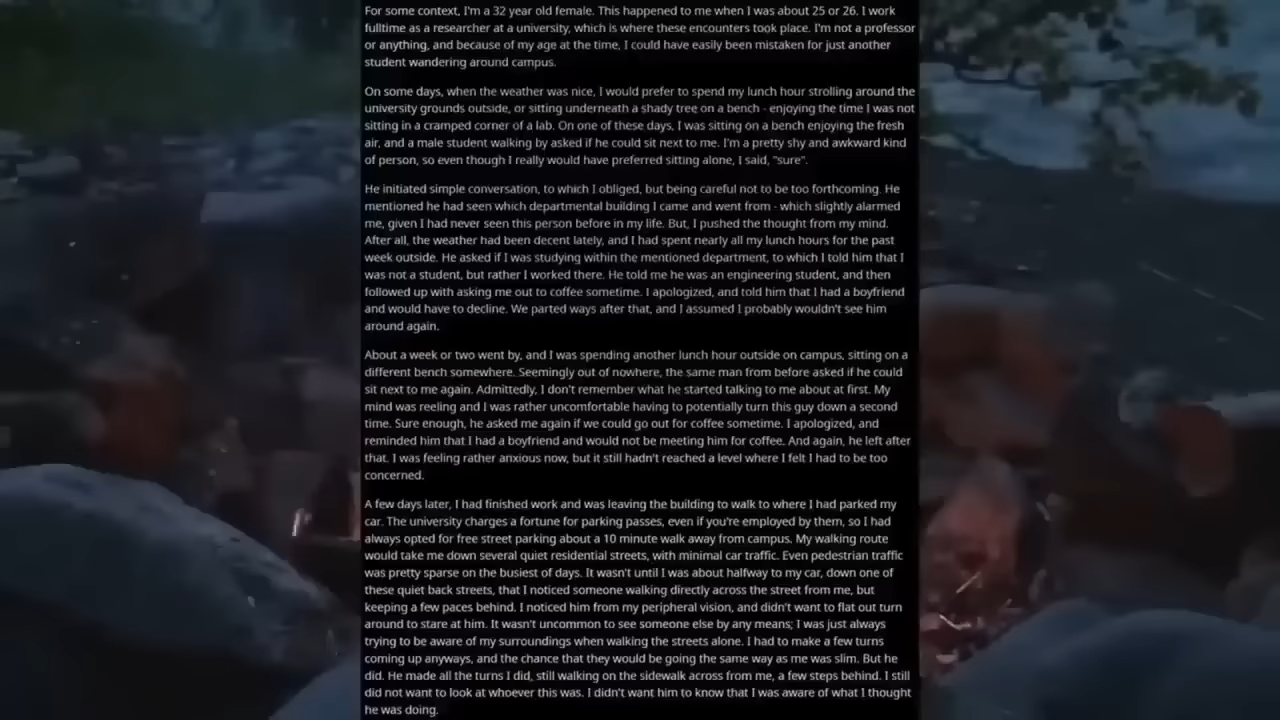 For some context, I'm a 32 year old female. This happened to me when I was about 25 or 26. I work
fulltime as a researcher at a university, which is where these encounters took place. I'm not a professor
or anything, and because of my age at the time, I could have easily been mistaken for just another
student wandering around campus.
On some days, when the weather was nice, I would prefer to spend my lunch hour strolling around the
university grounds outside, or sitting underneath a shady tree on a bench - enjoying the time I was not
sitting in a cramped corner of a lab. On one of these days, I was sitting on a bench enjoying the fresh
air, and a male student walking by asked if he could sit next to me. I'm a pretty shy and awkward kind
of person, so even though I really would have preferred sitting alone, I said, "sure".
He initiated simple conversation, to which I obliged, but being careful not to be too forthcoming. He
mentioned he had seen which departmental building I came and went from - which slightly alarmed
me, given I had never seen this person before in my life. But, I pushed the thought from my mind.
After all, the weather had been decent lately, and I had spent nearly all my lunch hours for the past
week outside. He asked if I was studying within the mentioned department, to which I told him that I
was not a student, but rather I worked there. He told me he was an engineering student, and then
followed up with asking me out to coffee sometime. I apologized, and told him that I had a boyfriend
and would have to decline. We parted ways after that, and I assumed I probably wouldn't see him
around again.
About a week or two went by, and I was spending another lunch hour outside on campus, sitting on a
different bench somewhere. Seemingly out of nowhere, the same man from before asked if he could
sit next to me again. Admittedly, I don't remember what he started talking to me about at first. My
mind was reeling and I was rather uncomfortable having to potentially turn this guy down a second
time. Sure enough, he asked me again if we could go out for coffee sometime. I apologized, and
reminded him that I had a boyfriend and would not be meeting him for coffee. And again, he left after
that. I was feeling rather anxious now, but it still hadn't reached a level where I felt I had to be too
concerned.
A few days later, I had finished work and was leaving the building to walk to where I had parked my
car. The university charges a fortune for parking passes, even if you're employed by them, so I had
always opted for free street parking about a 10 minute walk away from campus. My walking route
would take me down several quiet residential streets, with minimal car traffic. Even pedestrian traffic
was pretty sparse on the busiest of days. It wasn't until I was about halfway to my car, down one of
these quiet back streets, that I noticed someone walking directly across the street from me, but
keeping a few paces behind. I noticed him from my peripheral vision, and didn't want to flat out turn
around to stare at him. It wasn't uncommon to see someone else by any means; I was just always
trying to be aware of my surroundings when walking the streets alone. I had to make a few turns
coming up anyways, and the chance that they would be going the same way as me was slim. But he
did. He made all the turns I did, still walking on the sidewalk across from me, a few steps behind. I still
did not want to look at whoever this was. I didn't want him to know that I was aware of what I thought
he was doing.